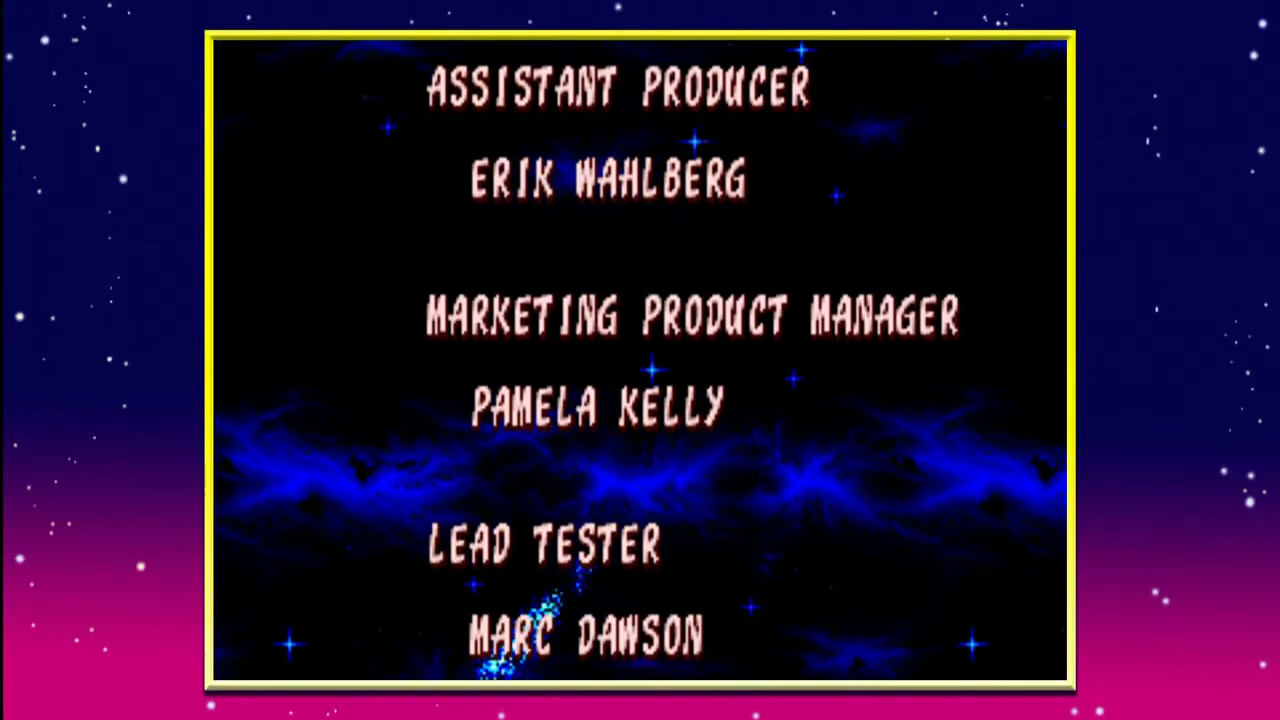 ASSISTANT PRODUCER
ERIK WAHLBERG
MARKETING PRODUCT MANAGER
PAMELA KELLY
LEAD TESTER
MARC DAWSON